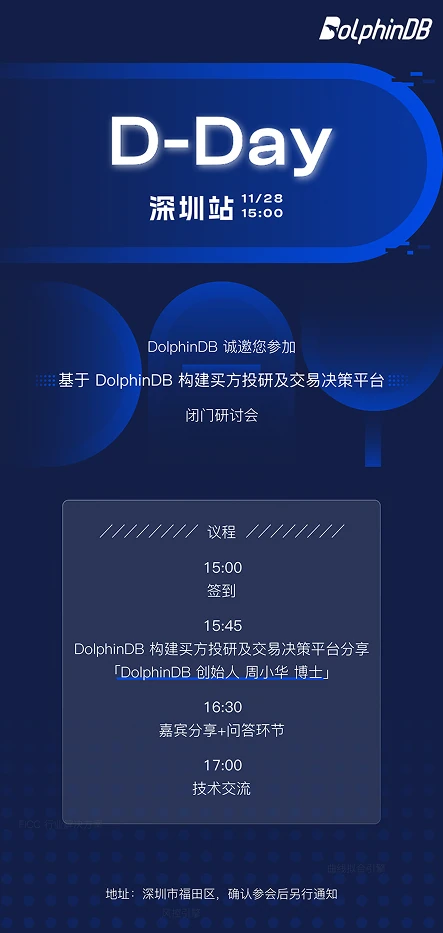 DolphinDB
D-Day
深圳站 11/28 15:00
DolphinDB 诚邀您参加
基于 DolphinDB 构建买方投研及交易决策平台
闭门研讨会
议程
15:00
签到
15:45
DolphinDB 构建买方投研及交易决策平台分享
「DolphinDB 创始人 周小华 博士」
16:30
嘉宾分享+问答环节
17:00
技术交流
地址：深圳市福田区，确认参会后另行通知